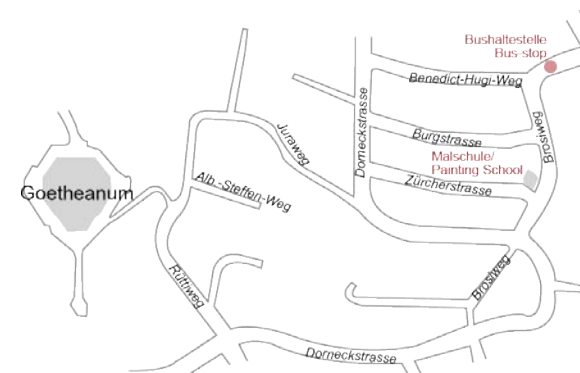 Bushaltestelle
Bus-stop
Benedict-Hugi-Weg
Brosiweg
Dorneckstrasse
Juraweg
Burgstrasse
Malschule/
Painting School
Zürcherstrasse
Goetheanum
Alb.-Steffen-Weg
Rüttiweg
Brosiweg
Dorneckstrasse